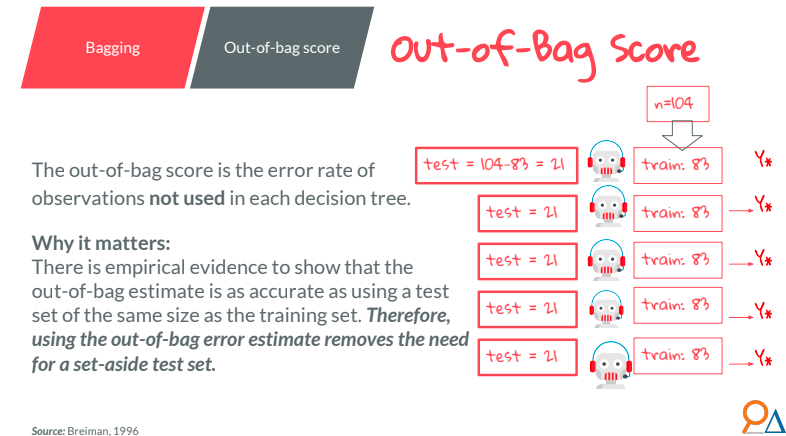 Bagging
Out-of-bag score
Out-of-Bag Score
n=104
The out-of-bag score is the error rate of
observations not used in each decision tree.
Why it matters:
There is empirical evidence to show that the
out-of-bag estimate is as accurate as using a test
set of the same size as the training set. Therefore,
using the out-of-bag error estimate removes the need
for a set-aside test set.
test = 104-83 = 21
train: 83
Y*
test = 21
train: 83
Y*
test = 21
train: 83
Y*
test = 21
train: 83
Y*
test = 21
train: 83
Y*
Source: Breiman, 1996